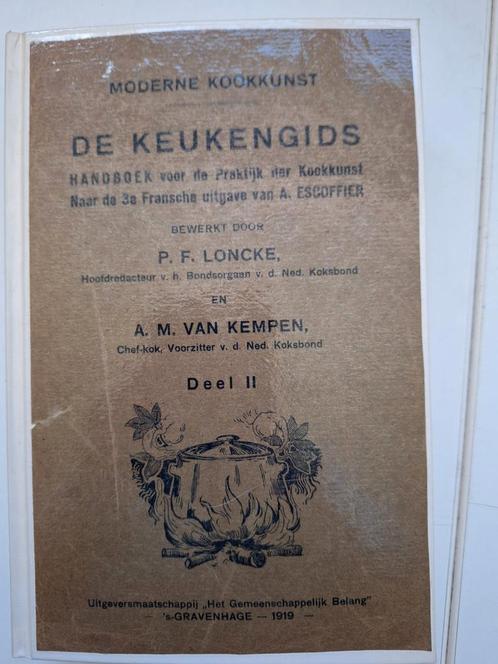 MODERNE KOOKKUNST
DE KEUKENGIDS
HANDBOEK voor de Praktijk der Kookkunst
Naar de 3e Fransche uitgave van A. ESCOFFIER
BEWERKT DOOR
P. F. LONCKE,
Hoofdredacteur v. h. Bondsorgaan v. d. Ned. Koksbond
EN
A. M. VAN KEMPEN,
Chef-kok, Voorzitter v. d. Ned. Koksbond
Deel II
Uitgeversmaatschappij „Het Gemeenschappelijk Belang"
— 's-GRAVENHAGE — 1919 —